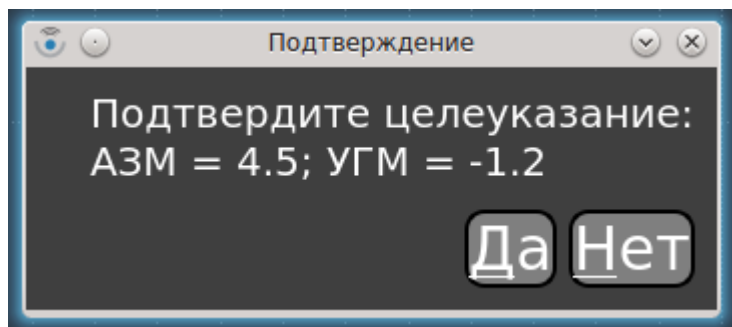 Подтверждение
Подтвердите целеуказание:
АЗМ = 4.5; УГМ = -1.2
Да Нет